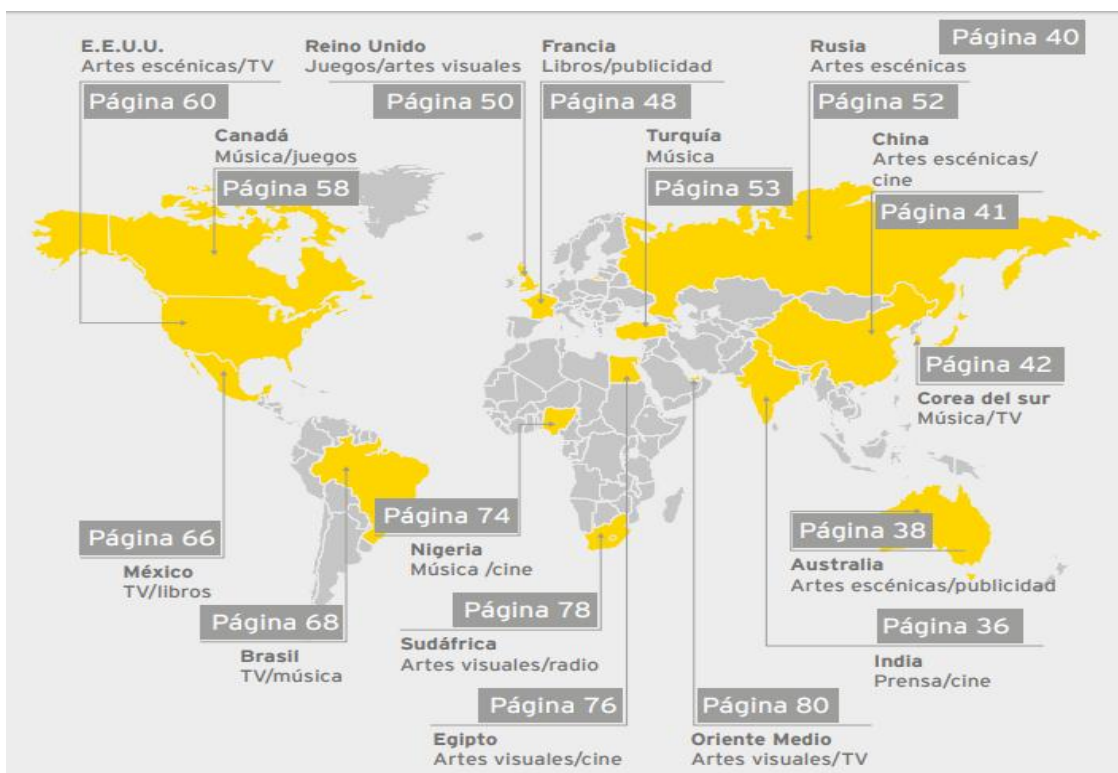 E.E.U.U.
Artes escénicas/TV
Página 60
Reino Unido
Juegos/artes visuales
Página 50
Francia
Libros/publicidad
Página 48
Rusia
Artes escénicas
Página 52
Página 40
Canadá
Música/juegos
Página 58
Turquía
Música
Página 53
China
Artes escénicas/
cine
Página 41
Página 42
Corea del sur
Música/TV
Página 66
México
TV/libros
Página 68
Brasil
TV/música
Página 74
Nigeria
Música /cine
Página 78
Sudáfrica
Artes visuales/radio
Página 38
Australia
Artes escénicas/publicidad
Página 36
India
Prensa/cine
Página 76
Egipto
Artes visuales/cine
Página 80
Oriente Medio
Artes visuales/TV